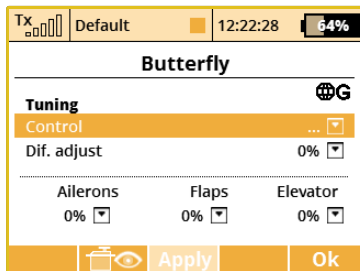 Tx Default 12:22:28 64%
Butterfly
G
Tuning
Control ...
Dif. adjust 0%
Ailerons Flaps Elevator
0% 0% 0%
Apply Ok